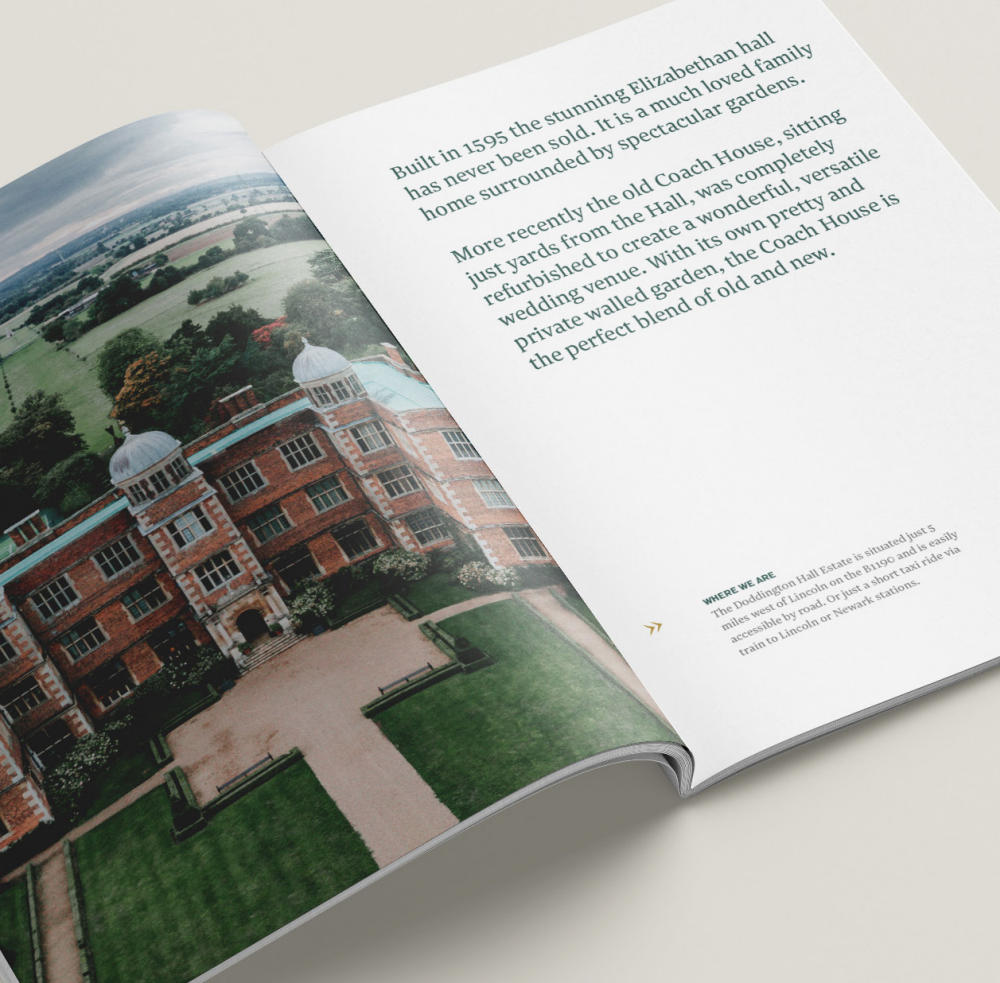 Built in 1595 the stunning Elizabethan hall
has never been sold. It is a much loved family
home surrounded by spectacular gardens.
More recently the old Coach House, sitting
just yards from the Hall, was completely
refurbished to create a wonderful, versatile
wedding venue. With its own pretty and
private walled garden, the Coach House is
the perfect blend of old and new.
WHERE WE ARE
The Doddington Hall Estate is situated just 5
miles west of Lincoln on the B1190 and is easily
accessible by road. Or just a short taxi ride via
train to Lincoln or Newark stations.